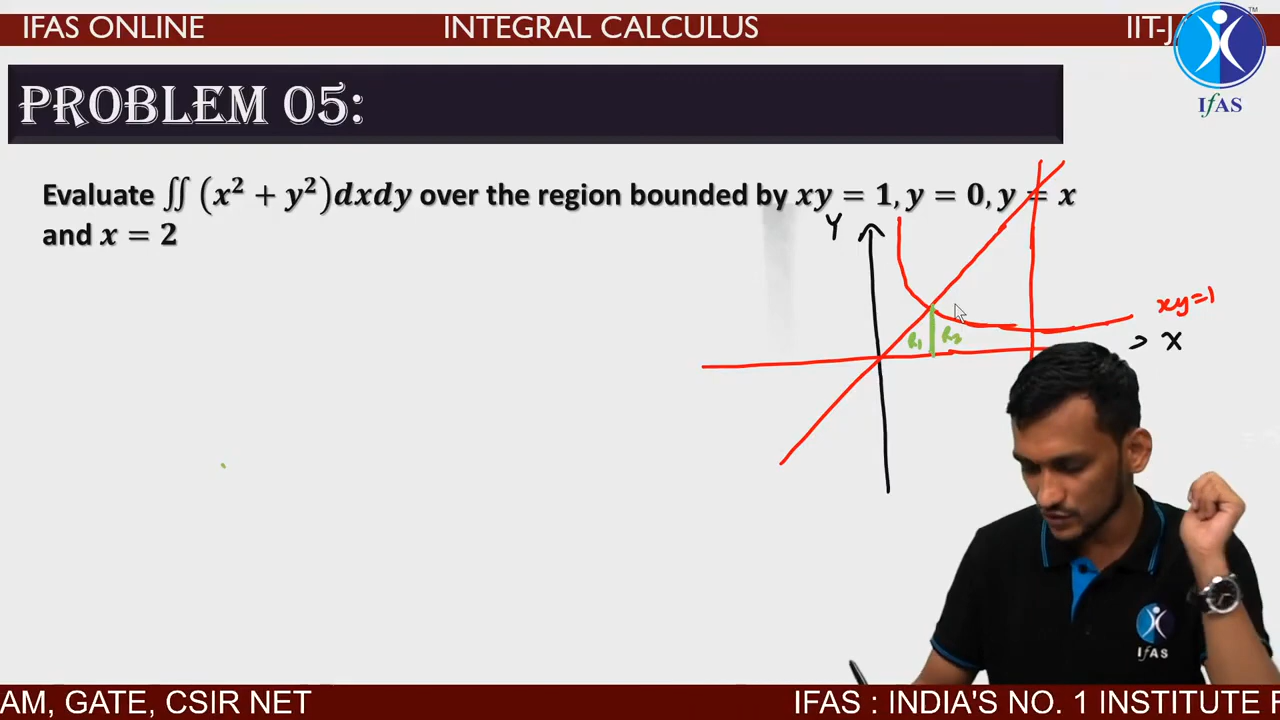 IFAS ONLINE
INTEGRAL CALCULUS
IIT-JA
TM
IfAS
PROBLEM 05:
Evaluate ∬ (x² + y²)dxdy over the region bounded by xy = 1, y = 0, y = x
and x = 2
Y
xy=1
R1
R2
X
IfAS
AM, GATE, CSIR NET
IFAS : INDIA'S NO. 1 INSTITUTE F